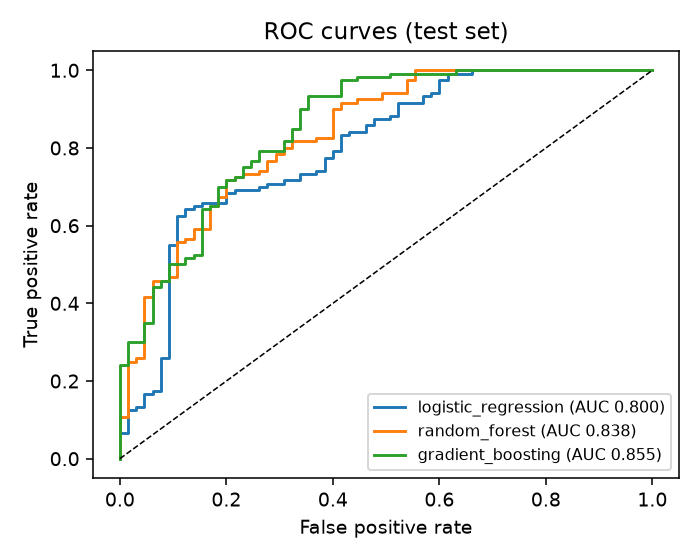 ROC curves (test set)
True positive rate
1.0
0.8
0.6
0.4
0.2
0.0
logistic_regression (AUC 0.800)
random_forest (AUC 0.838)
gradient_boosting (AUC 0.855)
0.0 0.2 0.4 0.6 0.8 1.0
False positive rate